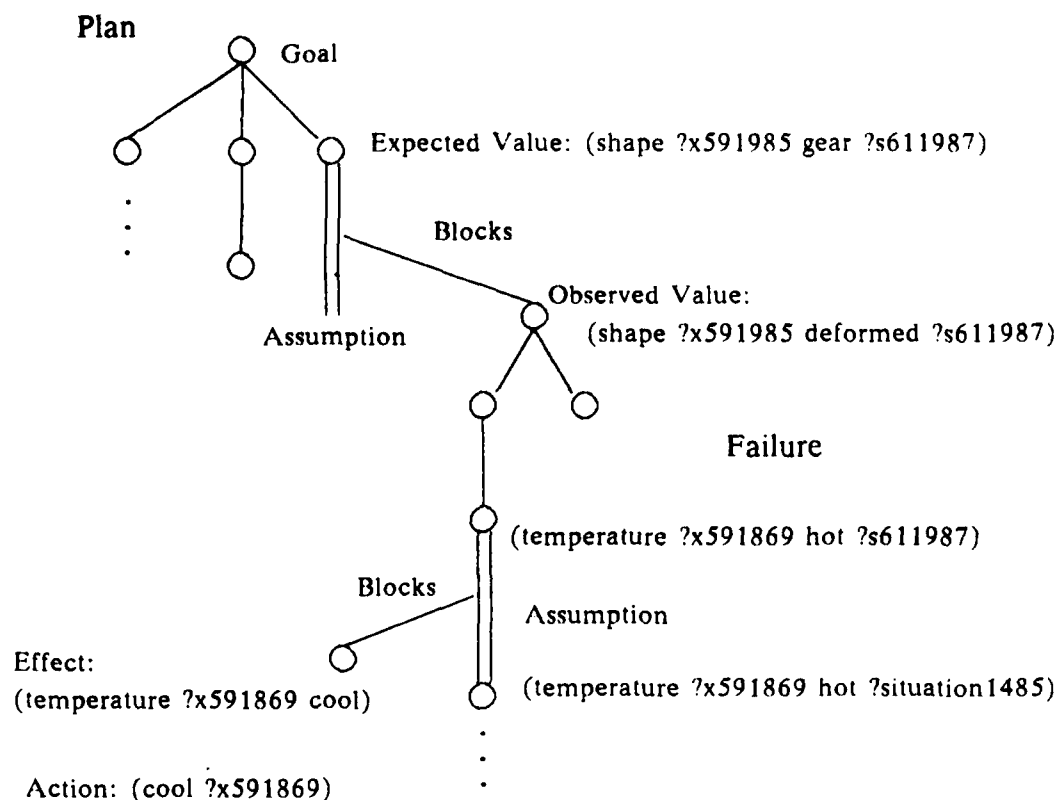 Plan
Goal
Expected Value: (shape ?x591985 gear ?s611987)
Blocks
Observed Value:
(shape ?x591985 deformed ?s611987)
Assumption
Failure
(temperature ?x591869 hot ?s611987)
Blocks
Assumption
Effect:
(temperature ?x591869 cool)
(temperature ?x591869 hot ?situation1485)
Action: (cool ?x591869)